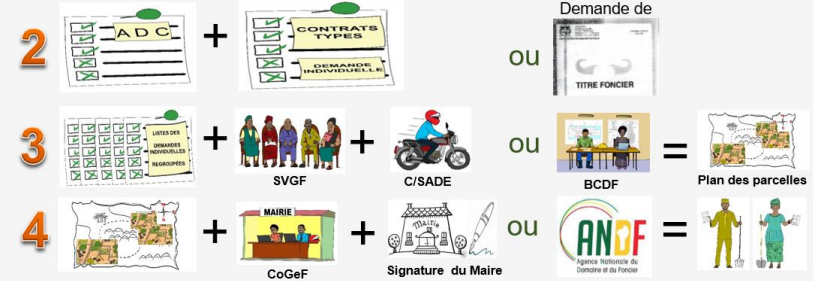 Demande de
2
A D C
+
CONTRATS
TYPES
DEMANDE
INDIVIDUELLE
ou
TITRE FONCIER
3
LISTES DES
DEMANDES
INDIVIDUELLES
REGROUPÉES
+
SVGF
+
C/SADE
ou
BCDF
=
Plan des parcelles
4
+
MAIRIE
CoGeF
+
Mairie
Signature du Maire
ou
ANDF
Agence Nationale du
Domaine et du Foncier
=